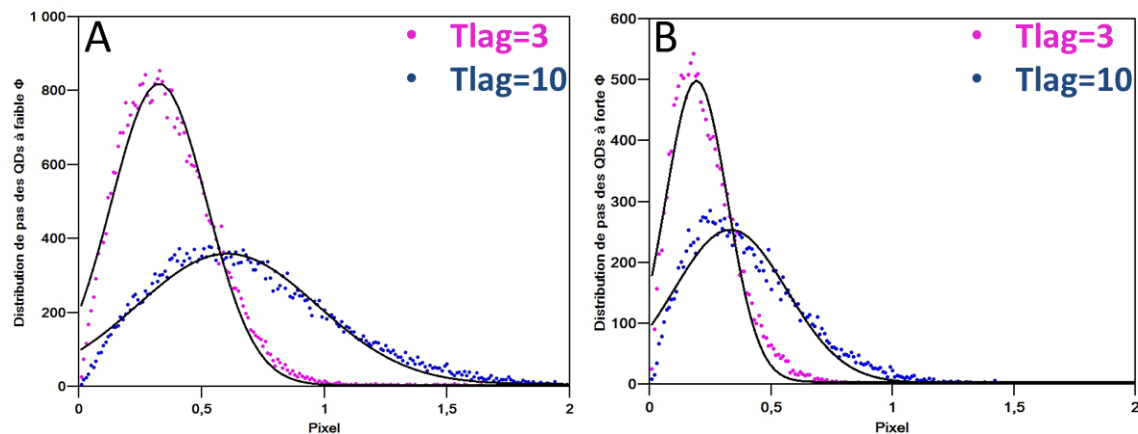 A
Tlag=3
Tlag=10
Distribution de pas des QDs à faible Φ
1 000
800
600
400
200
0
0
0,5
1
1,5
2
Pixel
B
Tlag=3
Tlag=10
Distribution de pas des QDs à forte Φ
600
500
400
300
200
100
0
0
0,5
1
1,5
2
Pixel